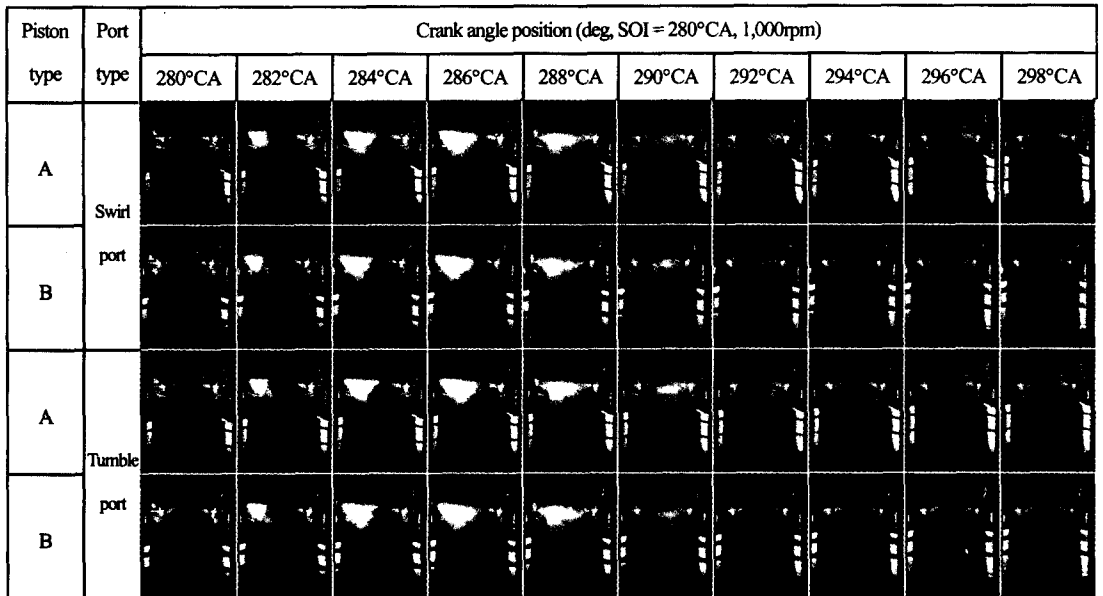 Piston Port Crank angle position (deg, SOI = 280°CA, 1,000rpm)
type type 280°CA 282°CA 284°CA 286°CA 288°CA 290°CA 292°CA 294°CA 296°CA 298°CA
A
Swirl
port
B
A
Tumble
port
B